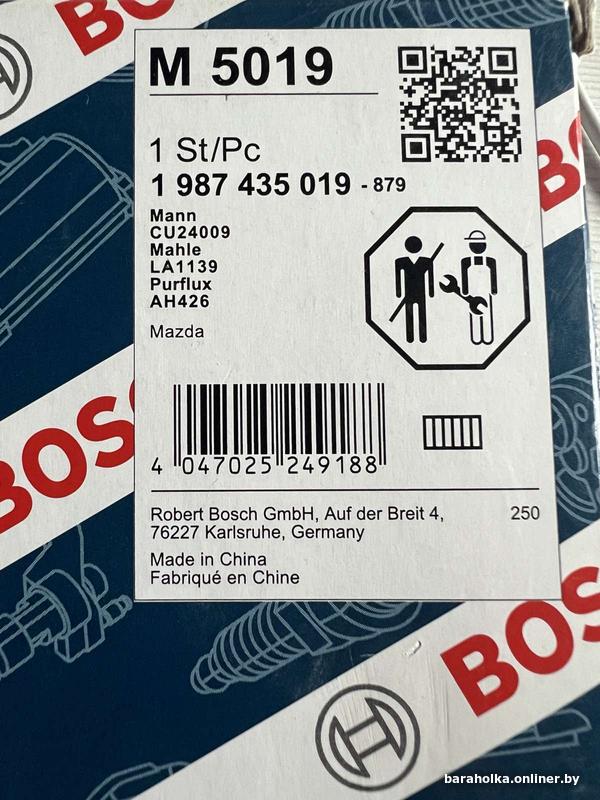 BOSCH
M 5019
1 St/Pc
1 987 435 019 - 879
Mann
CU24009
Mahle
LA1139
Purflux
AH426
Mazda
BOSC
4 047025 249188
Robert Bosch GmbH, Auf der Breit 4, 250
76227 Karlsruhe, Germany
Made in China
Fabriqué en Chine
BOS
baraholka.onliner.by